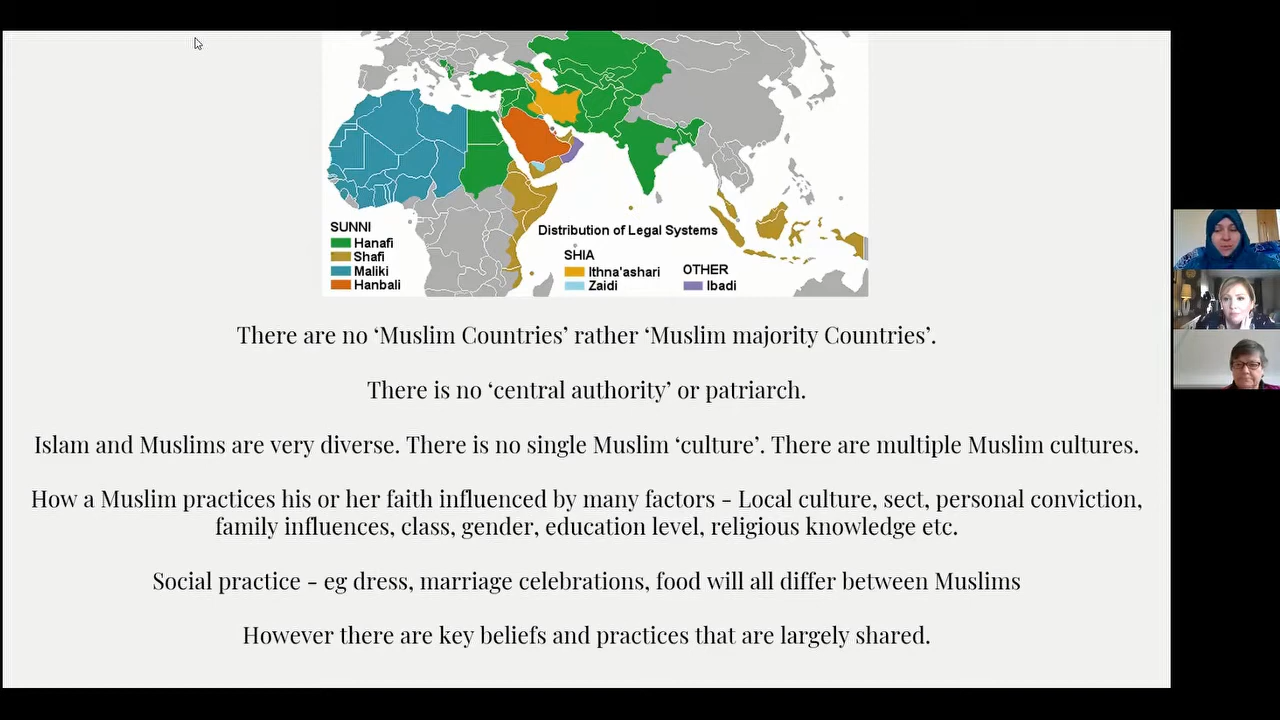 SUNNI
Hanafi
Shafi
Maliki
Hanbali
Distribution of Legal Systems
SHIA
Ithna'ashari
Zaidi
OTHER
Ibadi
There are no ‘Muslim Countries’ rather ‘Muslim majority Countries’.
There is no ‘central authority’ or patriarch.
Islam and Muslims are very diverse. There is no single Muslim ‘culture’. There are multiple Muslim cultures.
How a Muslim practices his or her faith influenced by many factors - Local culture, sect, personal conviction,
family influences, class, gender, education level, religious knowledge etc.
Social practice - eg dress, marriage celebrations, food will all differ between Muslims
However there are key beliefs and practices that are largely shared.